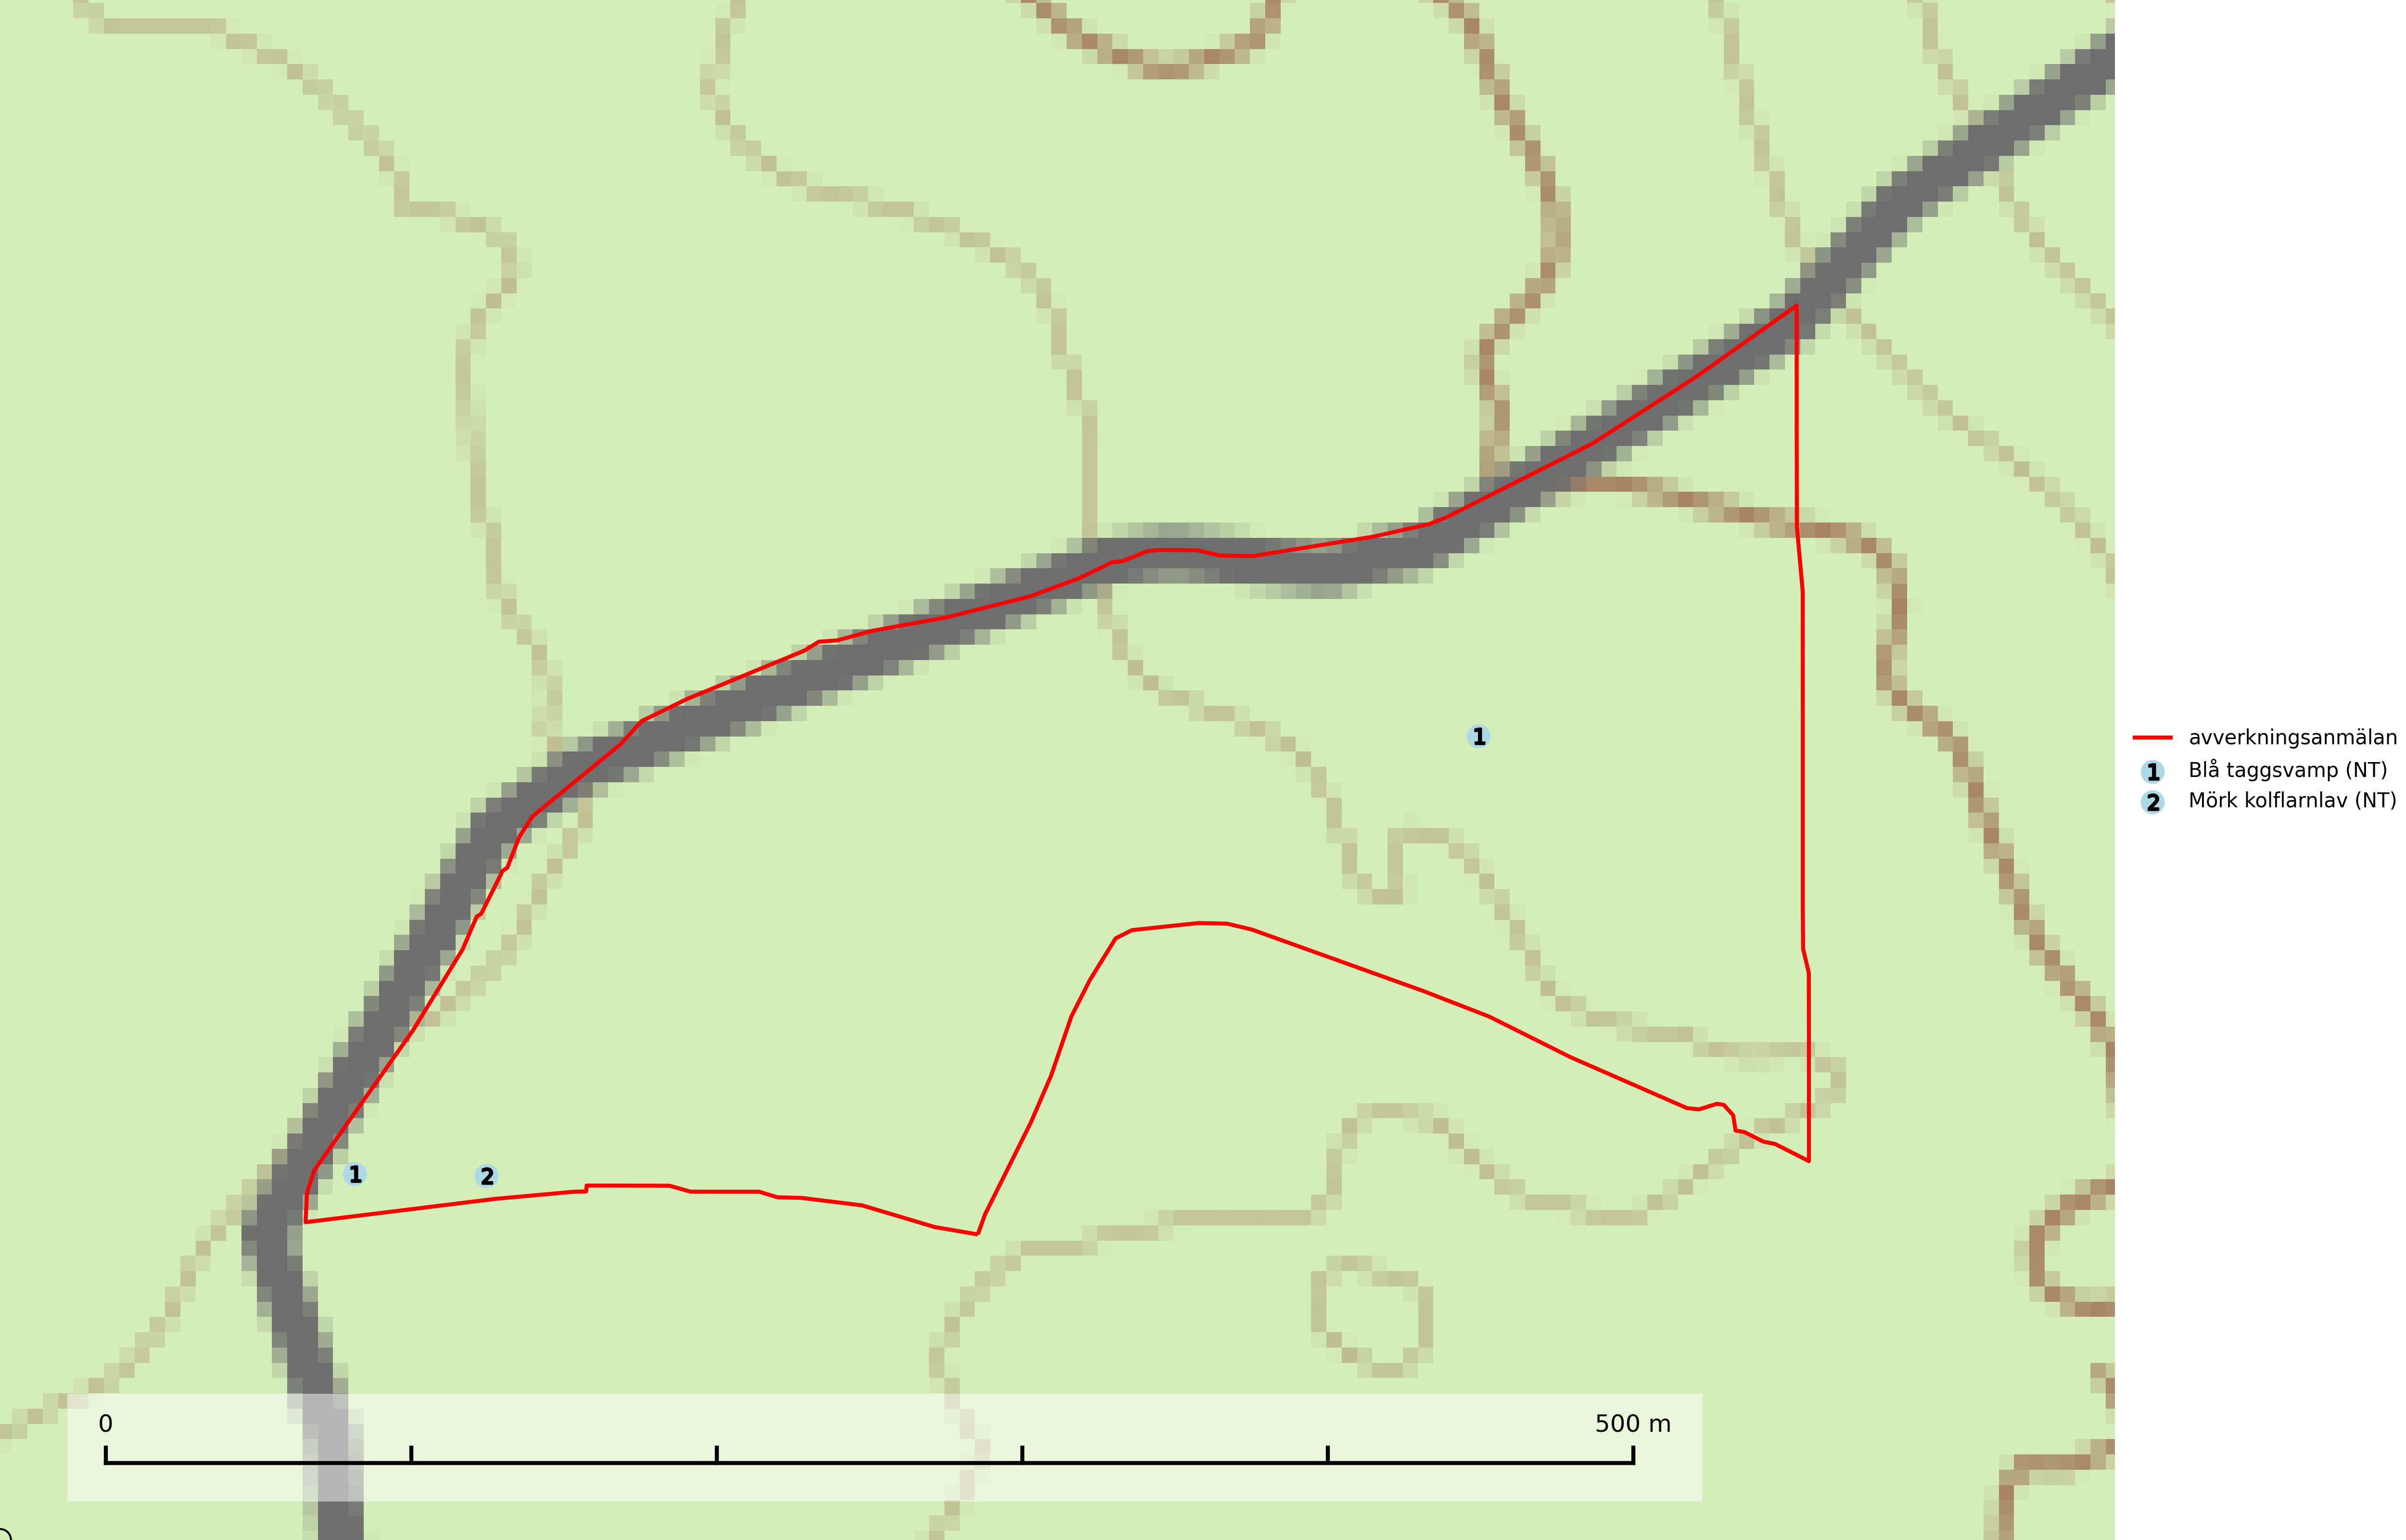 1
avverkningsanmälan
1 Blå taggsvamp (NT)
2 Mörk kolflarnlav (NT)
1
2
0 500 m